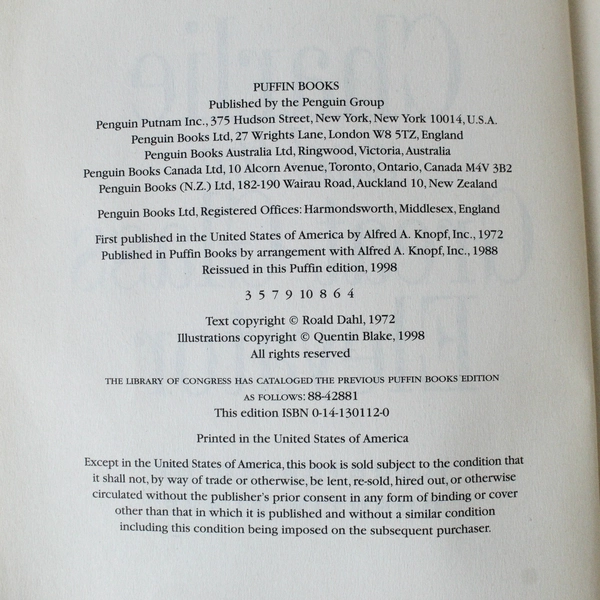 PUFFIN BOOKS
Published by the Penguin Group
Penguin Putnam Inc., 375 Hudson Street, New York, New York 10014, U.S.A.
Penguin Books Ltd, 27 Wrights Lane, London W8 5TZ, England
Penguin Books Australia Ltd, Ringwood, Victoria, Australia
Penguin Books Canada Ltd, 10 Alcorn Avenue, Toronto, Ontario, Canada M4V 3B2
Penguin Books (N.Z.) Ltd, 182-190 Wairau Road, Auckland 10, New Zealand
Penguin Books Ltd, Registered Offices: Harmondsworth, Middlesex, England
First published in the United States of America by Alfred A. Knopf, Inc., 1972
Published in Puffin Books by arrangement with Alfred A. Knopf, Inc., 1988
Reissued in this Puffin edition, 1998
3 5 7 9 10 8 6 4
Text copyright © Roald Dahl, 1972
Illustrations copyright © Quentin Blake, 1998
All rights reserved
THE LIBRARY OF CONGRESS HAS CATALOGED THE PREVIOUS PUFFIN BOOKS EDITION
AS FOLLOWS: 88-42881
This edition ISBN 0-14-130112-0
Printed in the United States of America
Except in the United States of America, this book is sold subject to the condition that
it shall not, by way of trade or otherwise, be lent, re-sold, hired out, or otherwise
circulated without the publisher's prior consent in any form of binding or cover
other than that in which it is published and without a similar condition
including this condition being imposed on the subsequent purchaser.